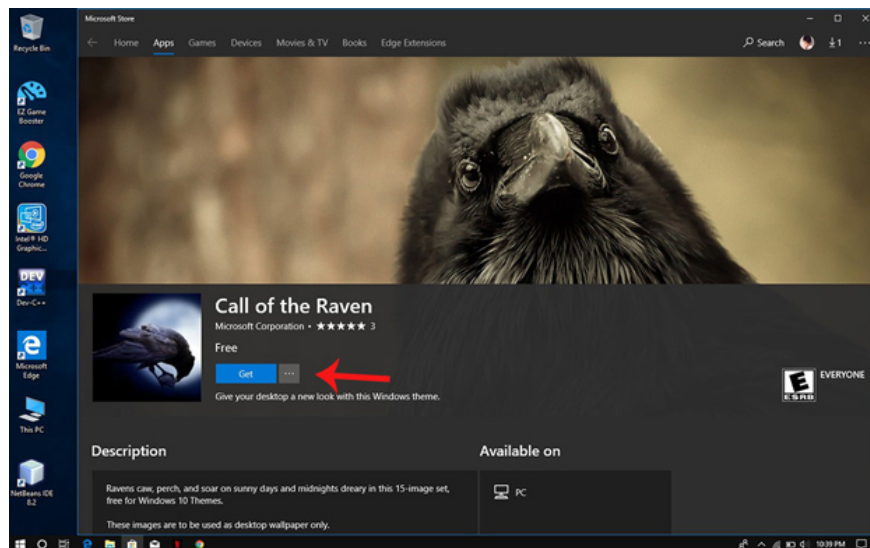 Microsoft Store
Recycle Bin
Home Apps Games Devices Movies & TV Books Edge Extensions
Search
1
EZ Game
Booster
Google
Chrome
Intel® HD
Graphic...
DEV
Dev-C++
Microsoft
Edge
This PC
NetBeans IDE
8.2
Call of the Raven
Microsoft Corporation • ★★★★★ 3
Free
Get ...
Give your desktop a new look with this Windows theme.
E
ESRB
EVERYONE
Description
Ravens caw, perch, and soar on sunny days and midnights dreary in this 15-image set,
free for Windows 10 Themes.
These images are to be used as desktop wallpaper only.
Available on
PC
10:39 PM